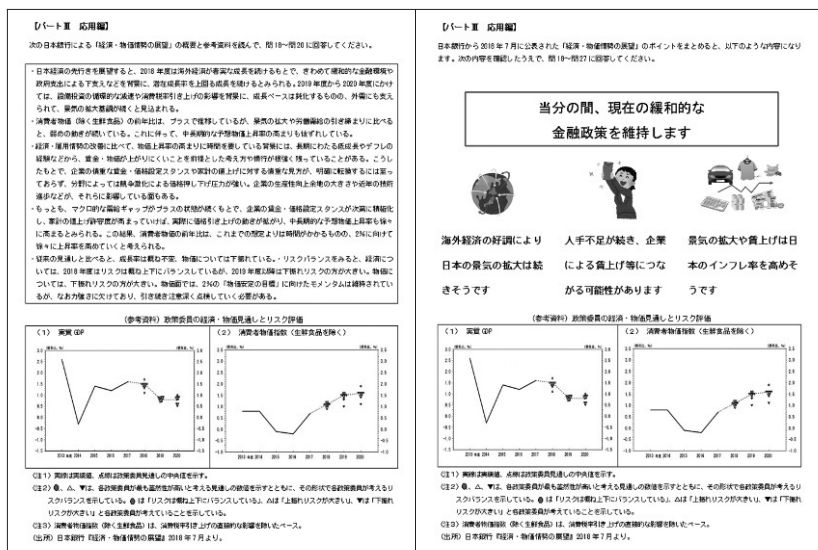 【パートⅢ 応用編】
次の日本銀行による「経済・物価情勢の展望」の概要と参考資料を読んで、問18～問20に回答してください。
・日本経済の先行きを展望すると、2018年度は海外経済が着実な成長を続けるもとで、きわめて緩和的な金融環境や
政府支出による下支えなどを背景に、潜在成長率を上回る成長を続けるとみられる。2019年度から2020年度にかけ
ては、設備投資の循環的な減速や消費税率引き上げの影響を背景に、成長ペースは鈍化するものの、外需にも支え
られて、景気の拡大基調が続くと見込まれる。
・消費者物価（除く生鮮食品）の前年比は、プラスで推移しているが、景気の拡大や労働需給の引き締まりに比べる
と、弱めの動きが続いている。これに伴って、中長期的な予想物価上昇率の高まりも後ずれしている。
・経済・雇用情勢の改善に比べて、物価上昇率の高まりに時間を要している背景には、長期にわたる低成長やデフレの
経験などから、賃金・物価が上がりにくいことを前提とした考え方や慣行が根強く残っていることがある。こうし
たもとで、企業の慎重な賃金・価格設定スタンスや家計の値上げに対する慎重な見方が、明確に転換するには至っ
ておらず、分野によっては競争激化による価格押し下げ圧力が強い。企業の生産性向上余地の大きさや近年の技術
進歩などが、それらに影響している面もある。
・もっとも、マクロ的な需給ギャップがプラスの状態が続くもとで、企業の賃金・価格設定スタンスが次第に積極化
し、家計の値上げ許容度が高まっていけば、実際に価格引き上げの動きが拡がり、中長期的な予想物価上昇率も徐々
に高まるとみられる。この結果、消費者物価の前年比は、これまでの想定よりは時間がかかるものの、2%に向けて
徐々に上昇率を高めていくと考えられる。
・従来の見通しと比べると、成長率は概ね不変、物価については下振れている。・リスクバランスをみると、経済につ
いては、2018年度はリスクは概ね上下にバランスしているが、2019年度以降は下振れリスクの方が大きい。物価に
ついては、下振れリスクの方が大きい。物価面では、2%の「物価安定の目標」に向けたモメンタムは維持されてい
るが、なお力強さに欠けており、引き続き注意深く点検していく必要がある。
（参考資料）政策委員の経済・物価見通しとリスク評価
（1） 実質GDP
（2） 消費者物価指数（生鮮食品を除く）
（注1）実線は実績値、点線は政策委員見通しの中央値を示す。
（注2）●、△、▼は、各政策委員が最も蓋然性が高いと考える見通しの数値を示すとともに、その形状で各政策委員が考えるリ
スクバランスを示している。●は「リスクは概ね上下にバランスしている」、△は「上振れリスクが大きい」、▼は「下振れ
リスクが大きい」と各政策委員が考えていることを示している。
（注3）消費者物価指数（除く生鮮食品）は、消費税率引き上げの直接的な影響を除いたベース。
（出所）日本銀行『経済・物価情勢の展望』2018年7月より。
【パートⅢ 応用編】
日本銀行から2018年7月に公表された「経済・物価情勢の展望」のポイントをまとめると、以下のような内容になり
ます。次の内容を確認したうえで、問18～問27に回答してください。
当分の間、現在の緩和的な
金融政策を維持します
海外経済の好調により
日本の景気の拡大は続
きそうです
人手不足が続き、企業
による賃上げ等につな
がる可能性があります
景気の拡大や賃上げは日
本のインフレ率を高めそ
うです
（参考資料）政策委員の経済・物価見通しとリスク評価
（1） 実質GDP
（2） 消費者物価指数（生鮮食品を除く）
（注1）実線は実績値、点線は政策委員見通しの中央値を示す。
（注2）●、△、▼は、各政策委員が最も蓋然性が高いと考える見通しの数値を示すとともに、その形状で各政策委員が考えるリ
スクバランスを示している。●は「リスクは概ね上下にバランスしている」、△は「上振れリスクが大きい」、▼は「下振れ
リスクが大きい」と各政策委員が考えていることを示している。
（注3）消費者物価指数（除く生鮮食品）は、消費税率引き上げの直接的な影響を除いたベース。
（出所）日本銀行『経済・物価情勢の展望』2018年7月より。